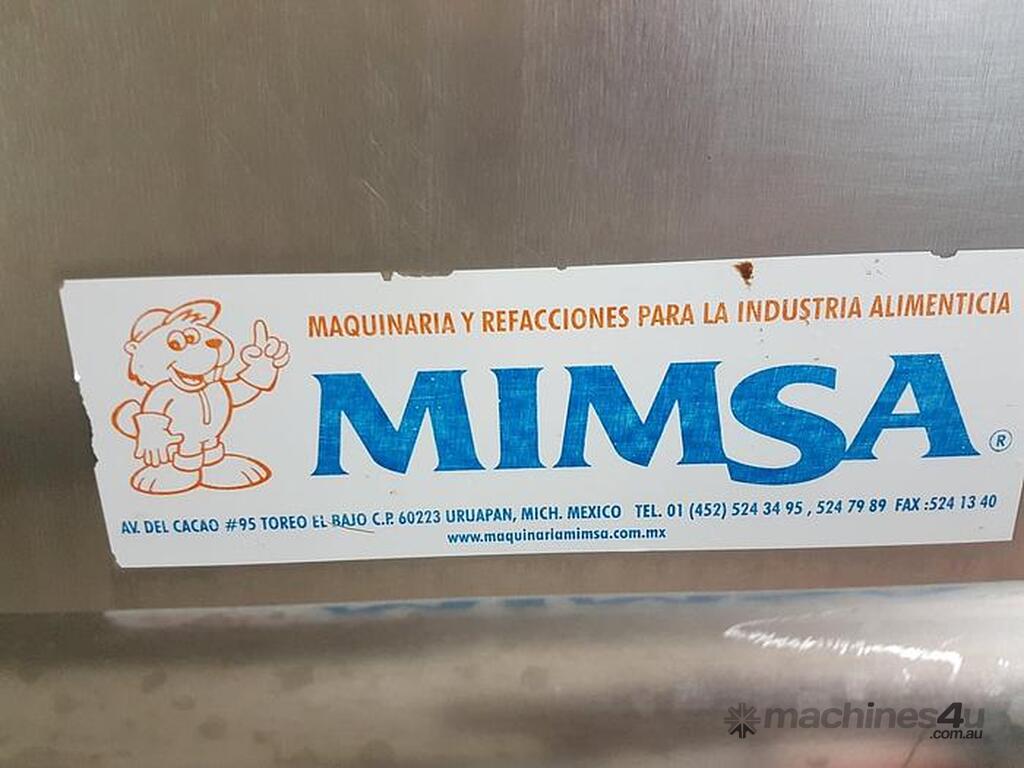 MAQUINARIA Y REFACCIONES PARA LA INDUSTRIA ALIMENTICIA
MIMSA ®
AV. DEL CACAO #95 TOREO EL BAJO C.P. 60223 URUAPAN, MICH. MEXICO TEL. 01 (452) 524 34 95 , 524 79 89 FAX :524 13 40
www.maquinariamimsa.com.mx
machines4u
.com.au